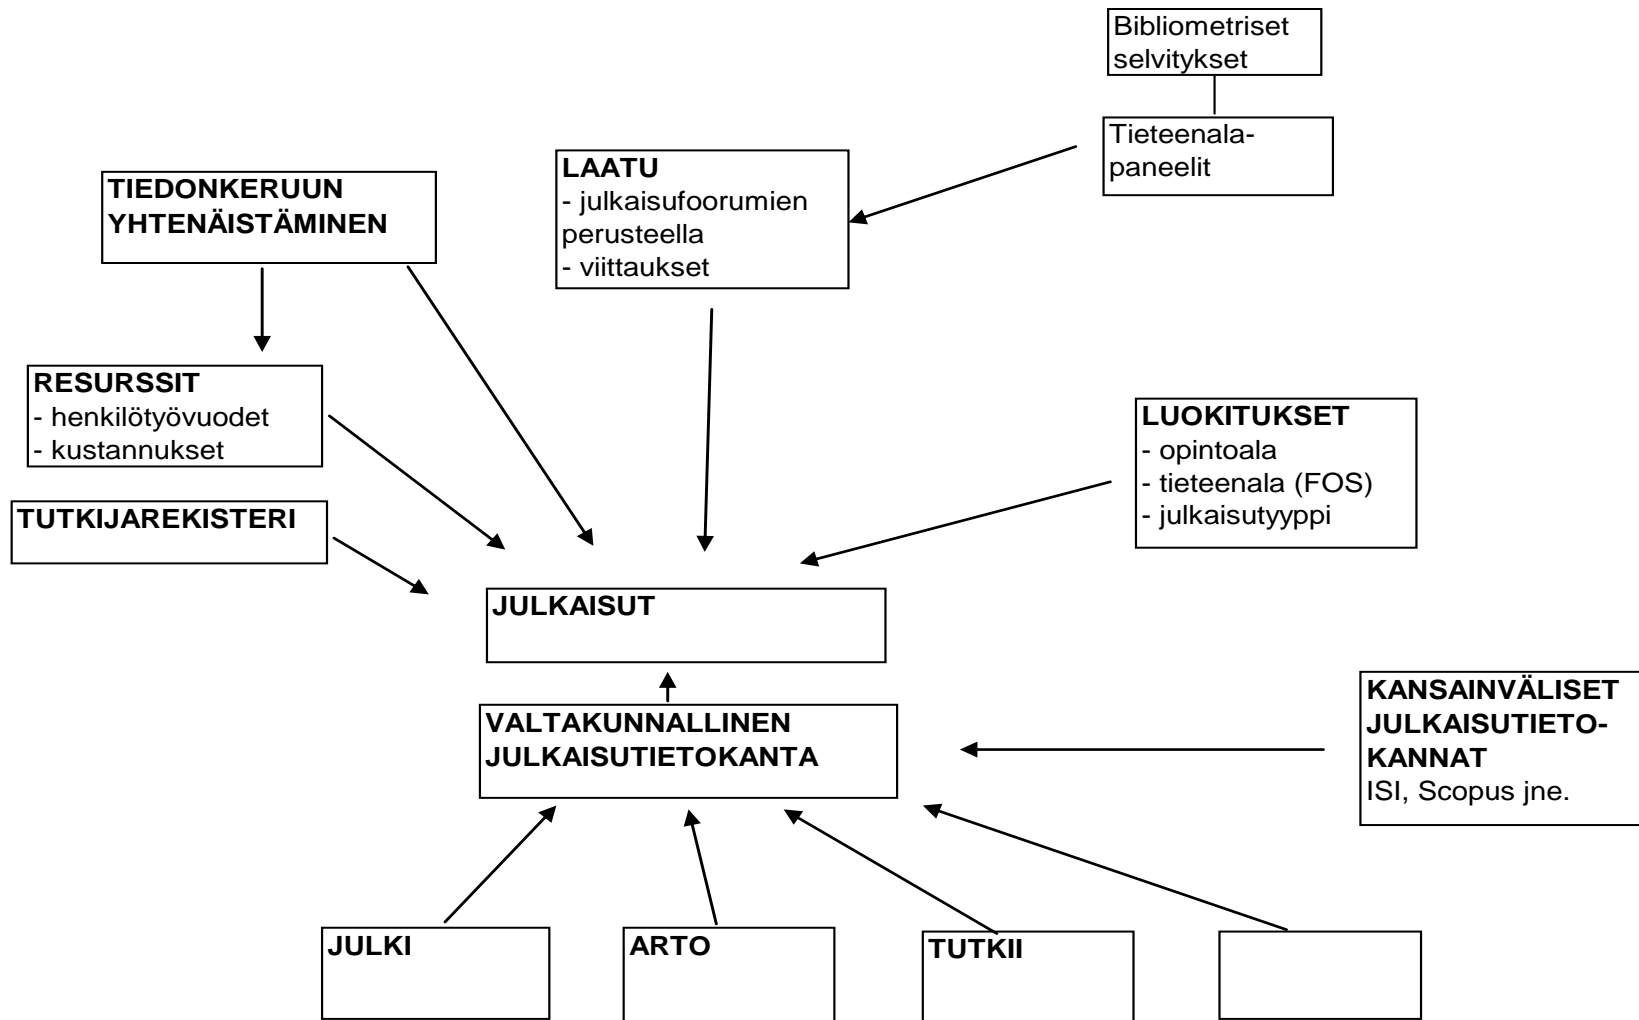 Bibliometriset
selvitykset
Tieteenala-
paneelit
LAATU
- julkaisufoorumien
perusteella
- viittaukset
TIEDONKERUUN
YHTENÄISTÄMINEN
RESURSSIT
- henkilötyövuodet
- kustannukset
LUOKITUKSET
- opintoala
- tieteenala (FOS)
- julkaisutyyppi
TUTKIJAREKISTERI
JULKAISUT
VALTAKUNNALLINEN
JULKAISUTIETOKANTA
KANSAINVÄLISET
JULKAISUTIETO-
KANNAT
ISI, Scopus jne.
JULKI
ARTO
TUTKII